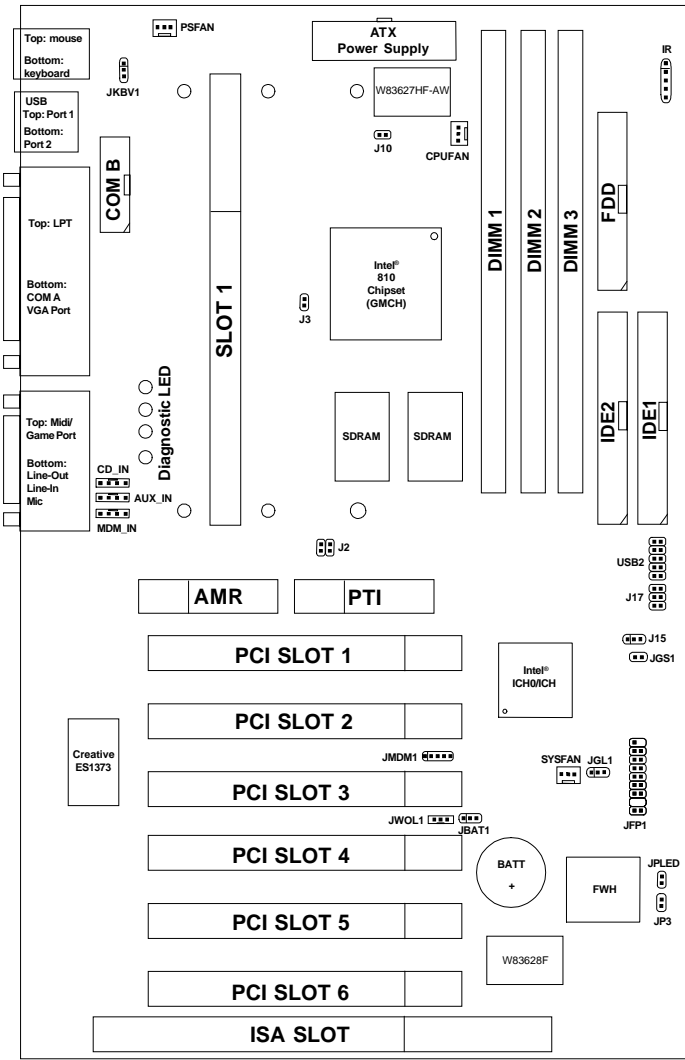 PSFAN
ATX
Power Supply
Top: mouse
Bottom:
keyboard
JKBV1
IR
USB
Top: Port 1
Bottom:
Port 2
W83627HF-AW
J10
CPUFAN
COM B
FDD
Top: LPT
Bottom:
COM A
VGA Port
SLOT 1
Intel®
810
Chipset
(GMCH)
J3
DIMM 1
DIMM 2
DIMM 3
Diagnostic LED
SDRAM
SDRAM
IDE2
IDE1
Top: Midi/
Game Port
Bottom:
Line-Out
Line-In
Mic
CD_IN
AUX_IN
MDM_IN
J2
USB2
J17
AMR
PTI
J15
JGS1
PCI SLOT 1
Intel®
ICH0/ICH
PCI SLOT 2
Creative
ES1373
JMDM1
SYSFAN
JGL1
PCI SLOT 3
JWOL1
JBAT1
JFP1
PCI SLOT 4
BATT
+
FWH
JPLED
JP3
PCI SLOT 5
W83628F
PCI SLOT 6
ISA SLOT